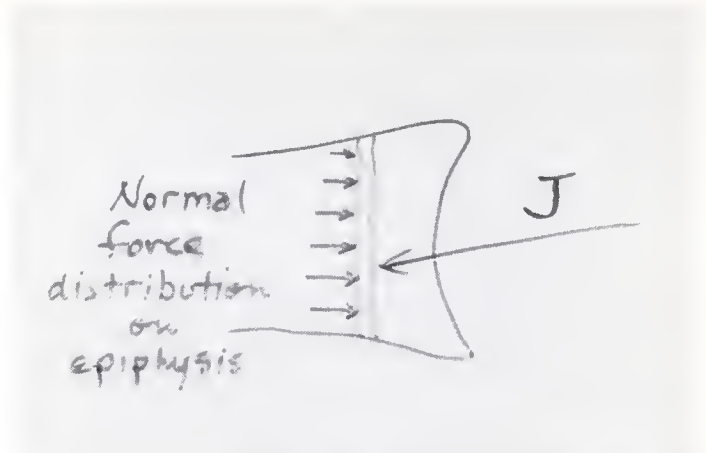 Normal
force
distribution
on
epiphysis
J